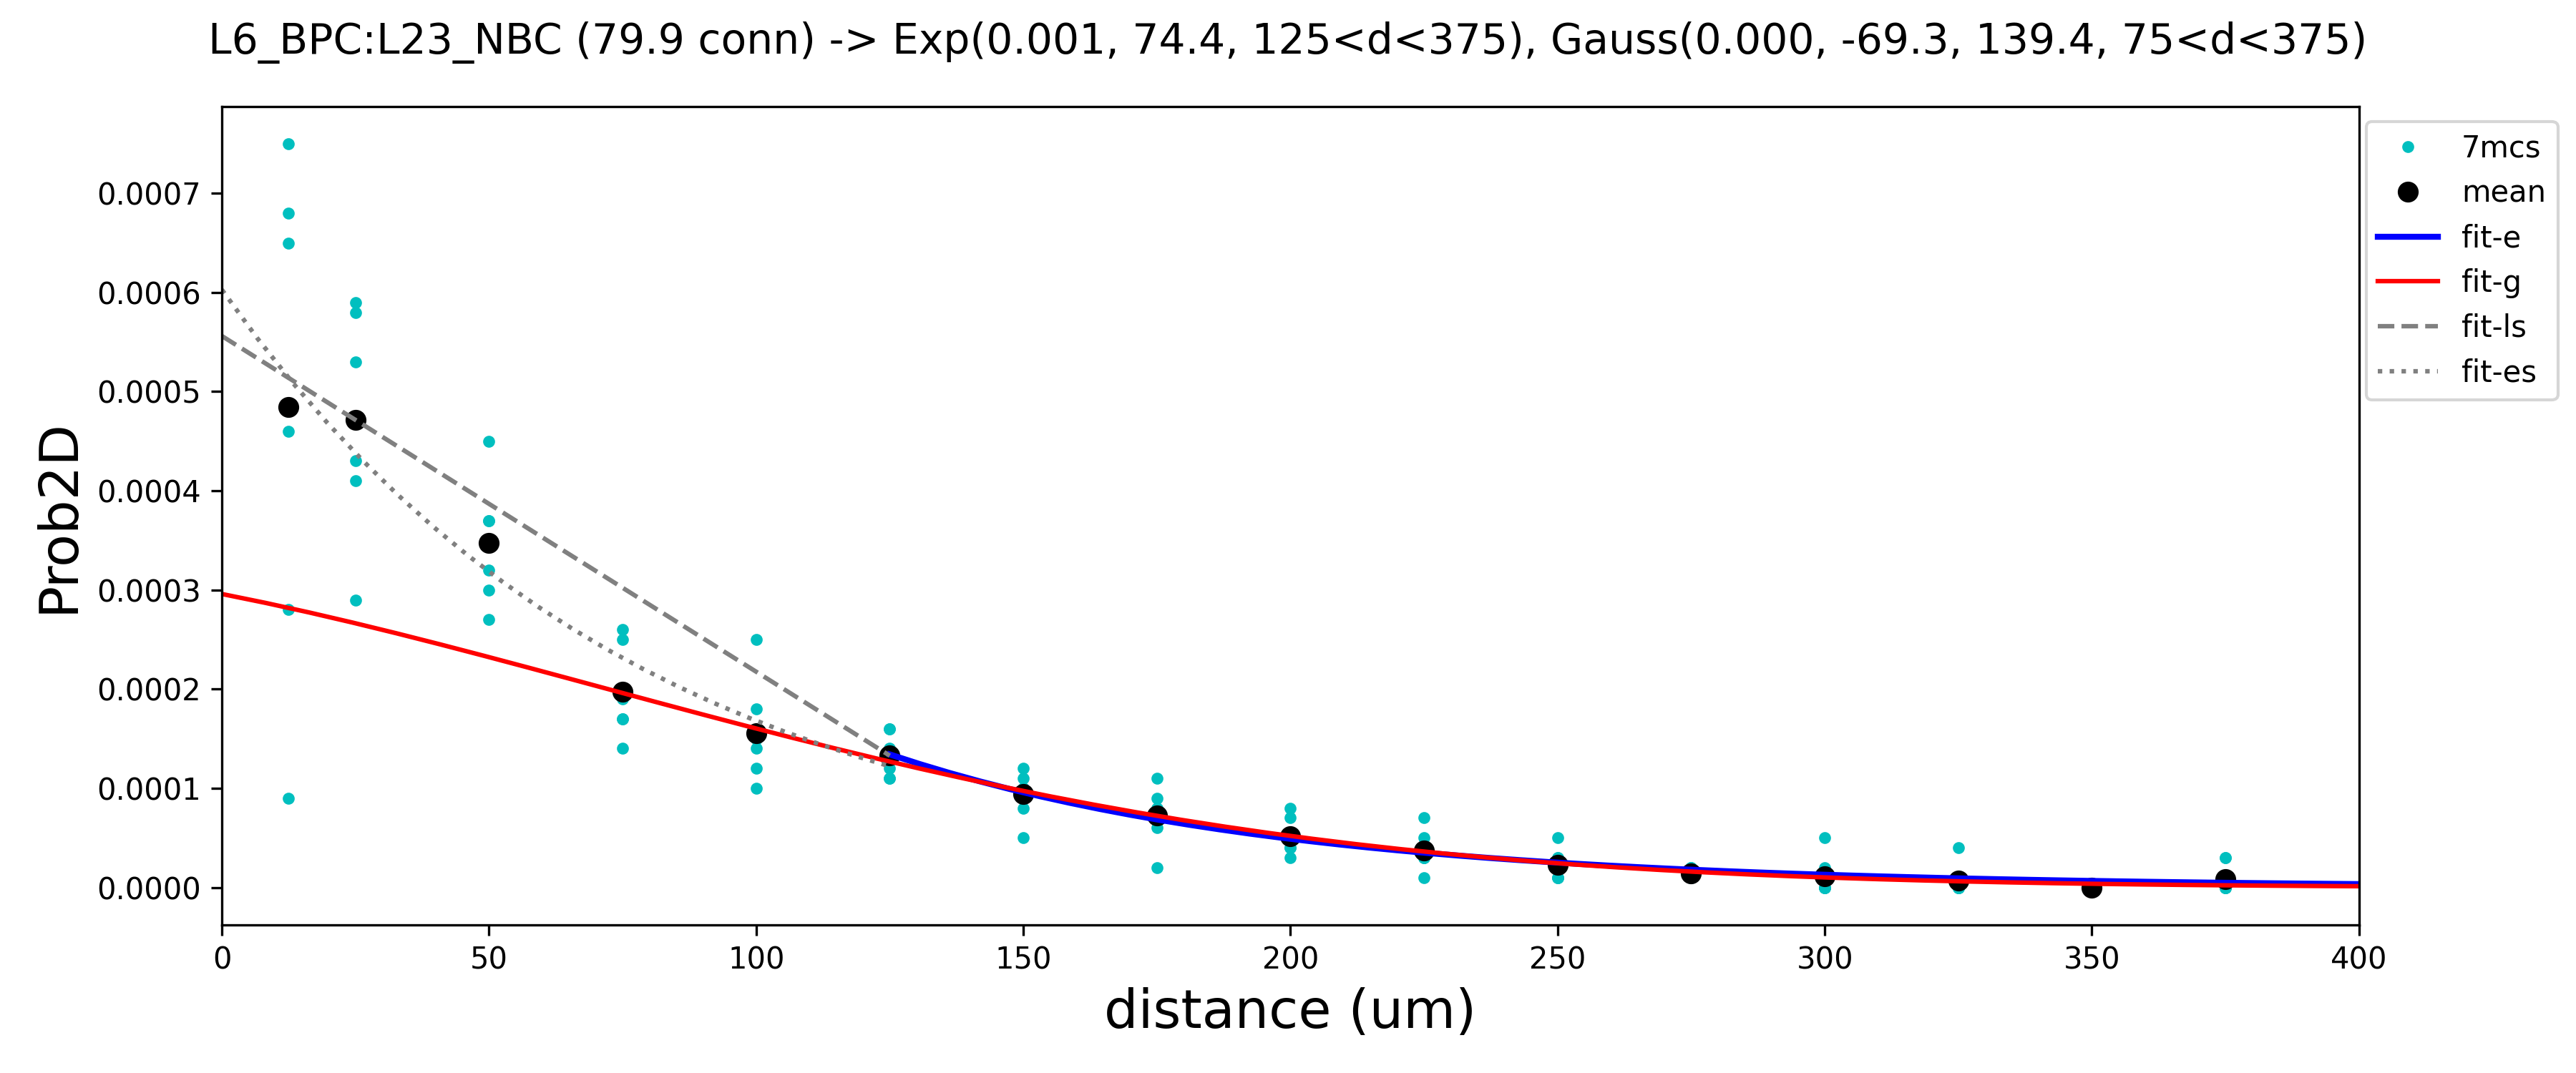 L6_BPC:L23_NBC (79.9 conn) -> Exp(0.001, 74.4, 125<d<375), Gauss(0.000, -69.3, 139.4, 75<d<375)
7mcs
mean
fit-e
fit-g
fit-ls
fit-es
Prob2D
0.0007
0.0006
0.0005
0.0004
0.0003
0.0002
0.0001
0.0000
0 50 100 150 200 250 300 350 400
distance (um)